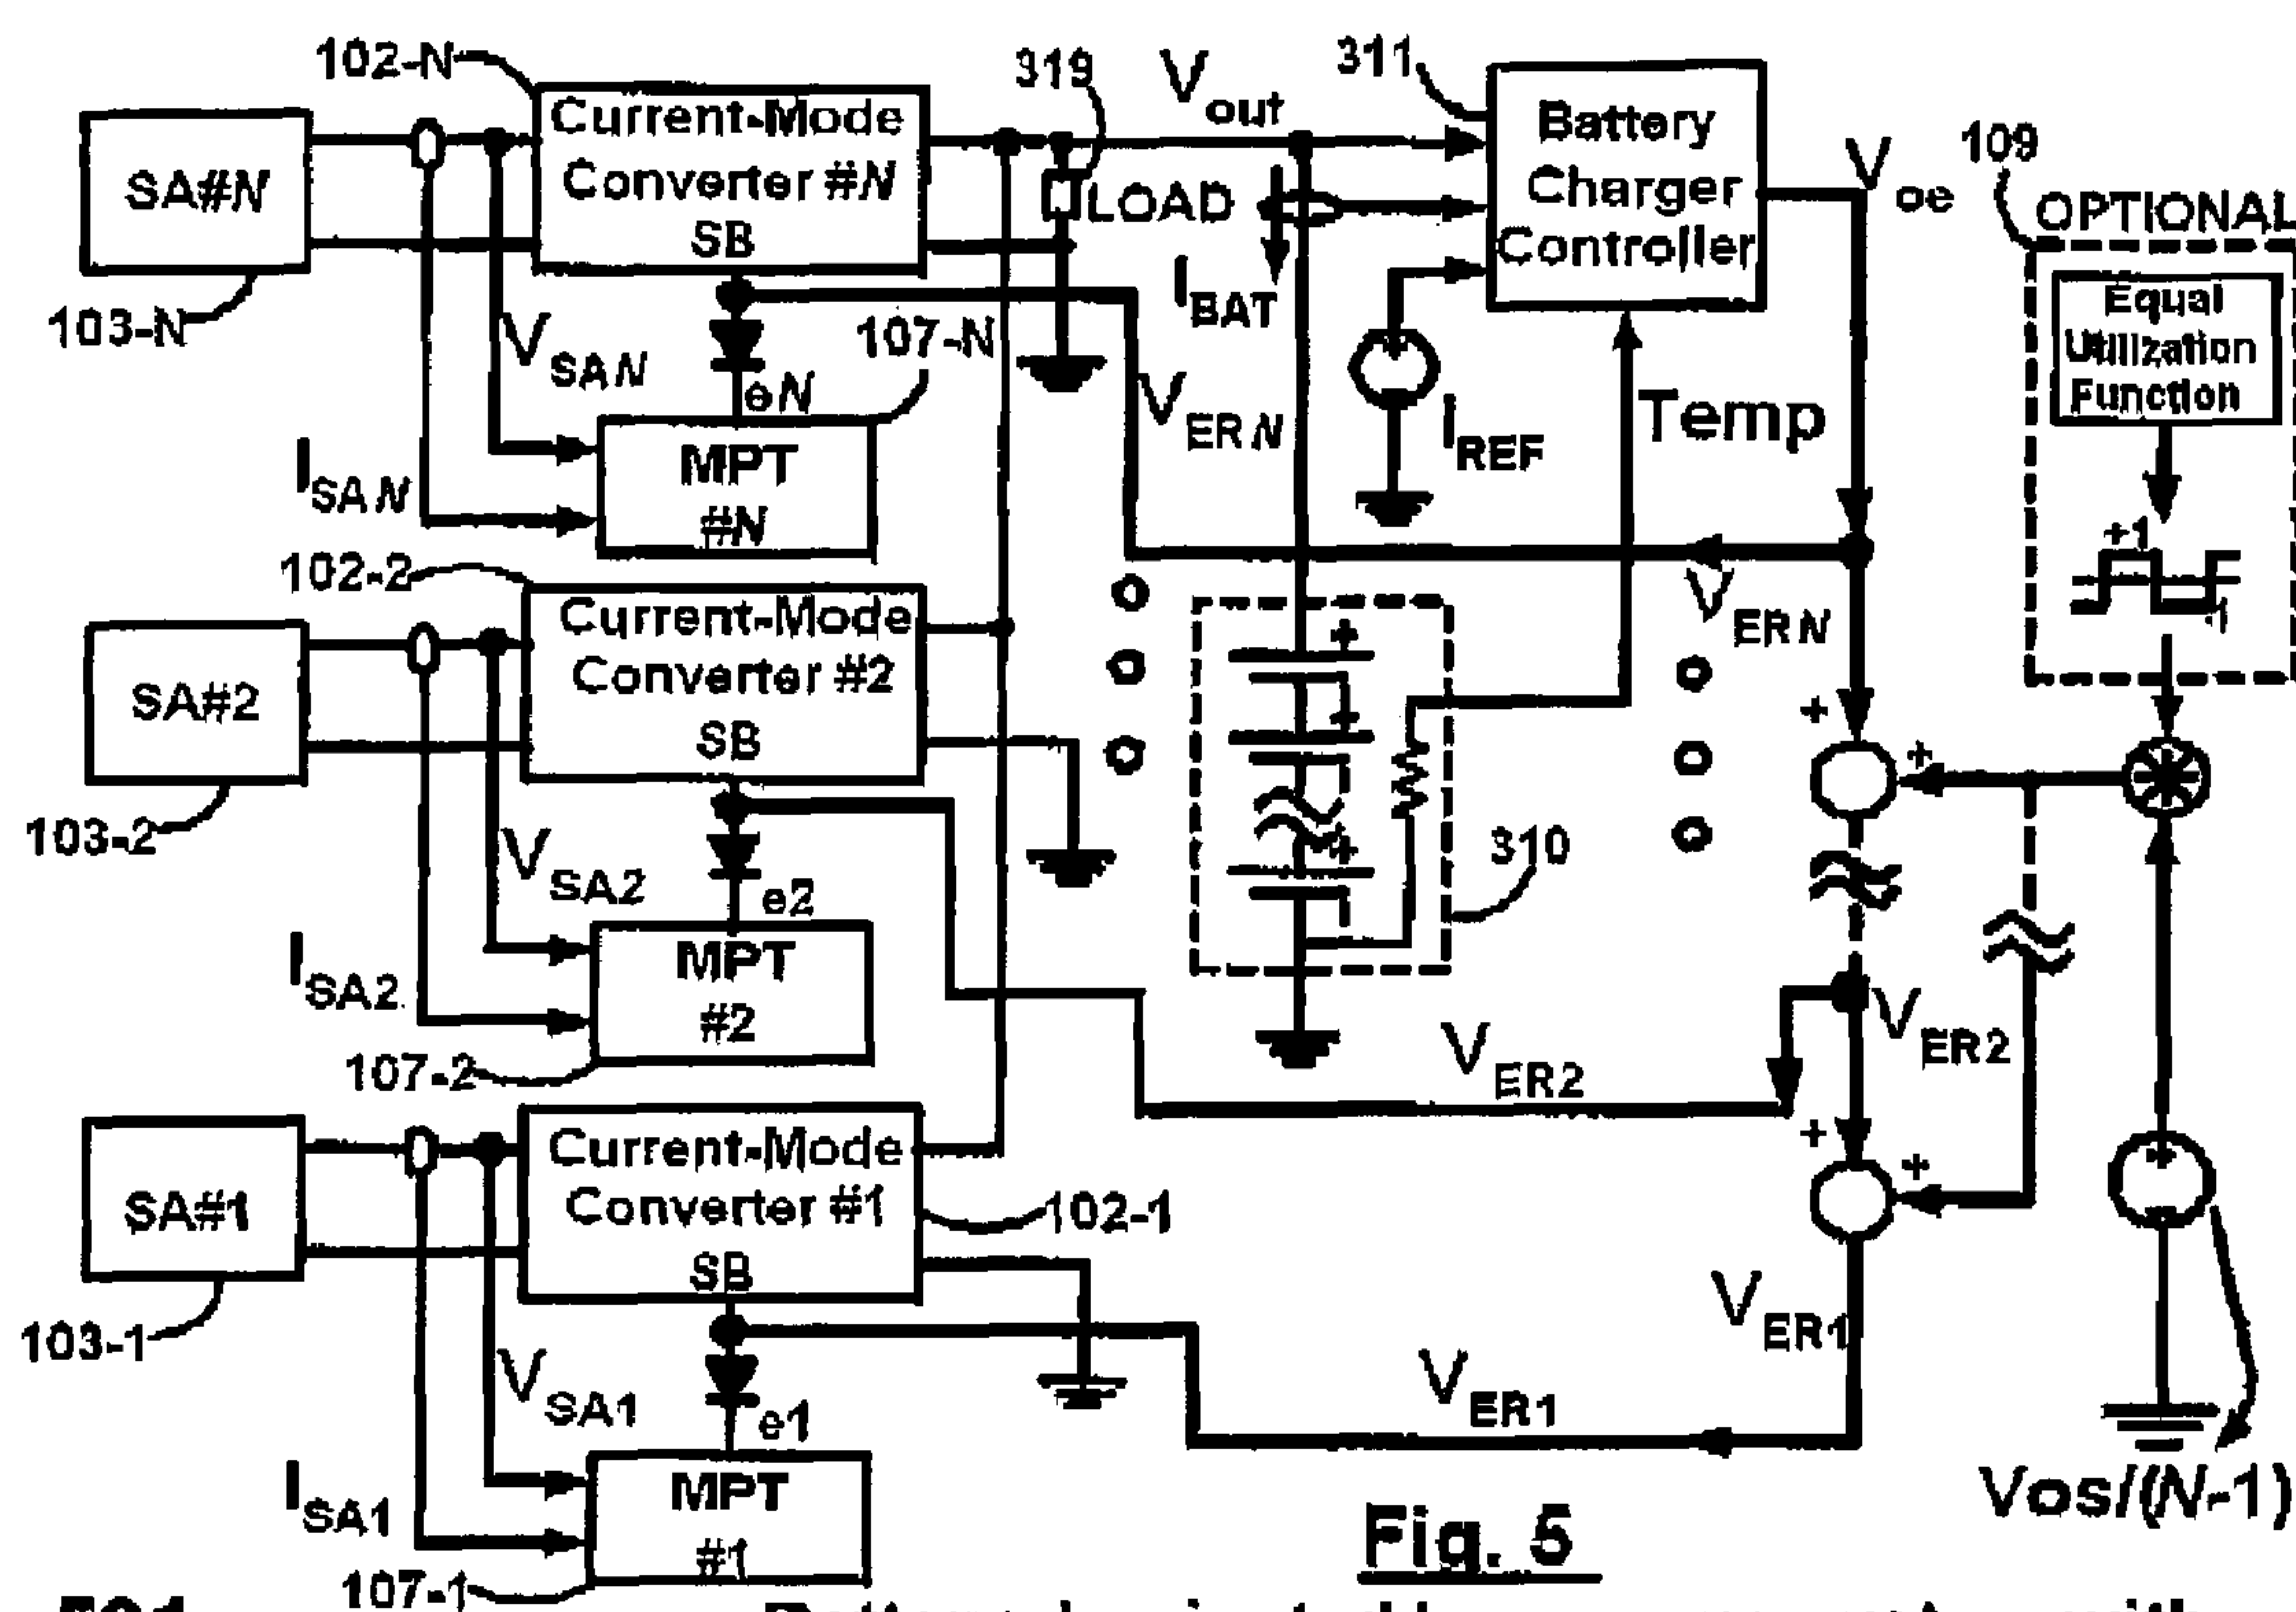 102-N
319
V out
311
Current-Mode
Converter #N
SB
SA#N
103-N
LOAD
I BAT
Battery
Charger
Controller
V oe
109
OPTIONAL
Equal
Utilization
Function
+1
-1
V SAN
eN
107-N
V ERN
I REF
Temp
I SAN
MPT
#N
V ERN
102-2
Current-Mode
Converter #2
SB
SA#2
103-2
+
+
+
+
+
310
V SA2
e2
I SA2
MPT
#2
107-2
V ER2
V ER2
+
+
Current-Mode
Converter #1
SB
SA#1
102-1
103-1
V SA1
e1
V ER1
V ER1
I SA1
MPT
#1
107-1
Vos/(N-1)
Fig. 5